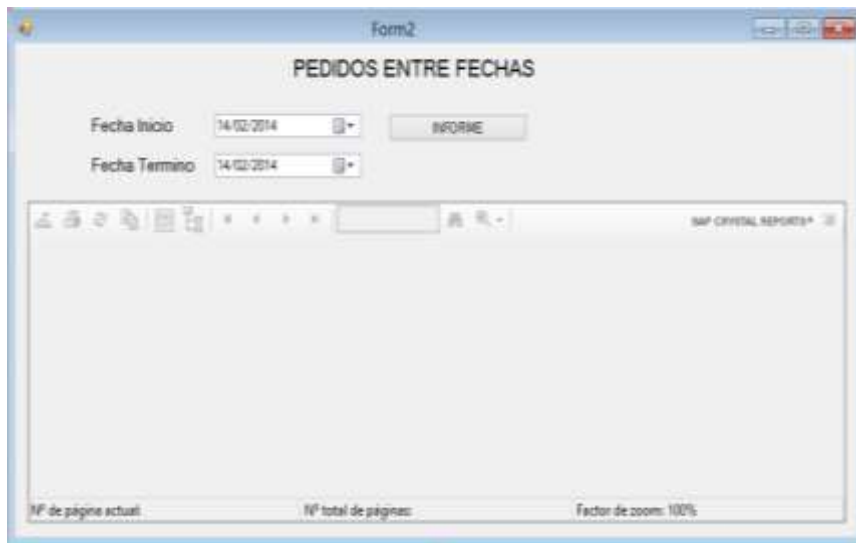 Form2
PEDIDOS ENTRE FECHAS
Fecha Inicio 14/02/2014 INFORME
Fecha Termino 14/02/2014
SAP CRYSTAL REPORTS®
Nº de página actual: Nº total de páginas: Factor de zoom: 100%